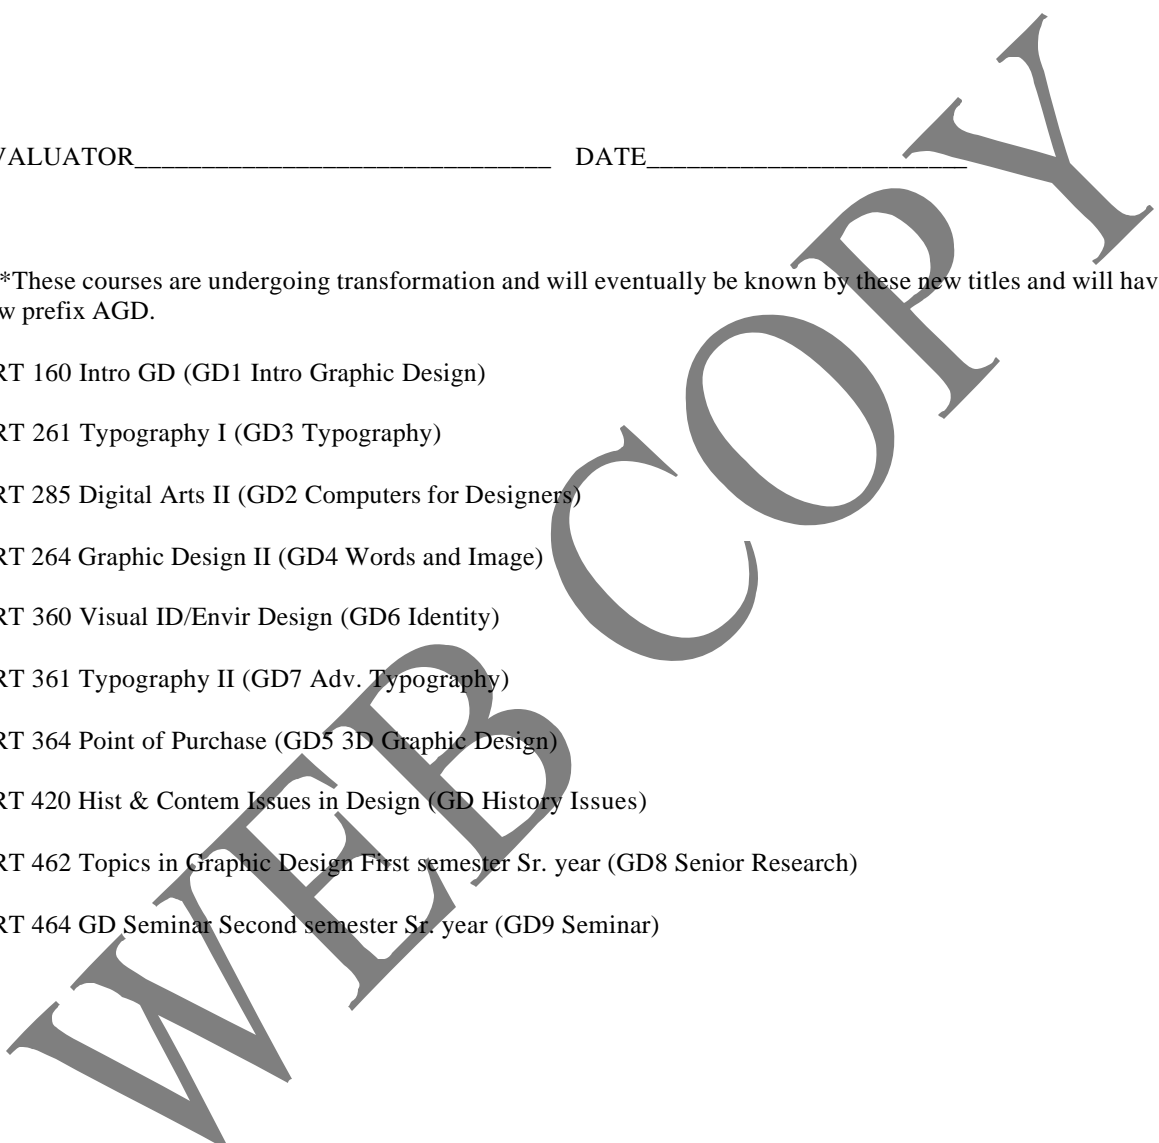 VALUATOR_______________________________ DATE________________________
*These courses are undergoing transformation and will eventually be known by these new titles and will hav
w prefix AGD.
RT 160 Intro GD (GD1 Intro Graphic Design)
RT 261 Typography I (GD3 Typography)
RT 285 Digital Arts II (GD2 Computers for Designers)
RT 264 Graphic Design II (GD4 Words and Image)
RT 360 Visual ID/Envir Design (GD6 Identity)
RT 361 Typography II (GD7 Adv. Typography)
RT 364 Point of Purchase (GD5 3D Graphic Design)
RT 420 Hist & Contem Issues in Design (GD History Issues)
RT 462 Topics in Graphic Design First semester Sr. year (GD8 Senior Research)
RT 464 GD Seminar Second semester Sr. year (GD9 Seminar)
WEB COPY